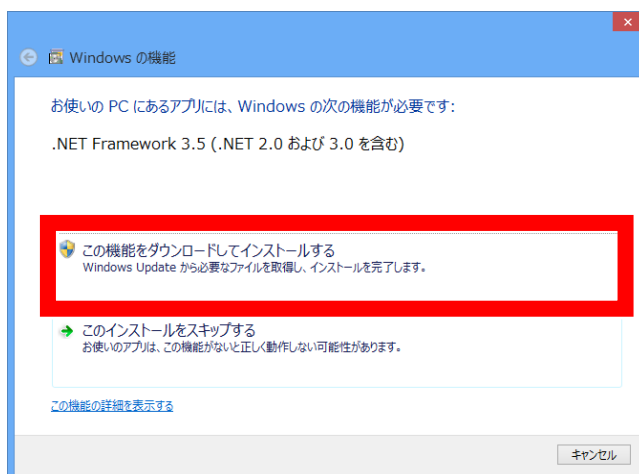 Windows の機能
お使いの PC にあるアプリには、Windows の次の機能が必要です:
.NET Framework 3.5 (.NET 2.0 および 3.0 を含む)
この機能をダウンロードしてインストールする
Windows Update から必要なファイルを取得し、インストールを完了します。
このインストールをスキップする
お使いのアプリは、この機能がないと正しく動作しない可能性があります。
この機能の詳細を表示する
キャンセル